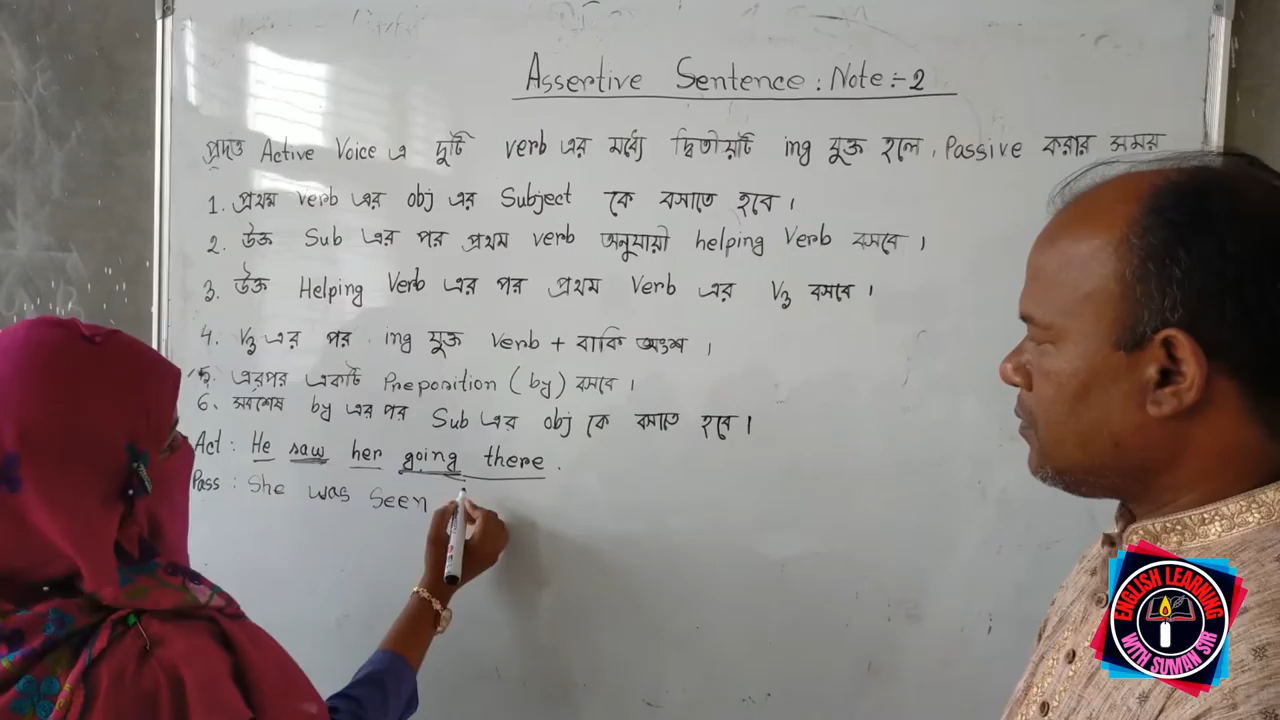 Assertive Sentence : Note :- 2
প্রদত্ত Active Voice এ দুটি verb এর মধ্যে দ্বিতীয়টি ing যুক্ত হলে, Passive করার সময়
1. প্রথম verb এর obj এর Subject কে বসাতে হবে।
2. উক্ত Sub এর পর প্রথম verb অনুযায়ী helping Verb বসবে।
3. উক্ত Helping Verb এর পর প্রথম Verb এর V3 বসবে।
4. V3 এর পর ing যুক্ত verb + বাকি অংশ।
5. এরপর একটি Preposition (by) বসবে।
6. সর্বশেষ by এর পর Sub এর obj কে বসাতে হবে।
Act : He saw her going there.
Pass : She was seen
ENGLISH LEARNING
WITH SUMAN SIR